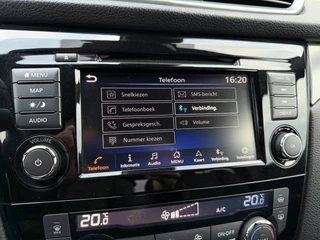 MENU
MAP
AUDIO
VOLUME
Telefoon
16:20
Snelkiezen
SMS-bericht
Telefoonboek
Verbinding.
Gespreksgesch.
Volume
Nummer kiezen
Telefoon
Informatie
Audio
MENU
Kaart
Verbinding
Instellingen
20.0
A/C
20.0